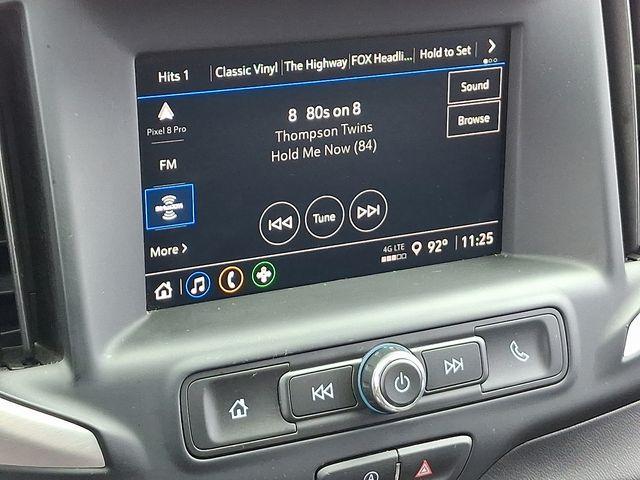 Hits 1
Classic Vinyl
The Highway
FOX Headli...
Hold to Set
Pixel 8 Pro
FM
SiriusXM
More
8 80s on 8
Thompson Twins
Hold Me Now (84)
Sound
Browse
Tune
4G LTE
92°
11:25
A